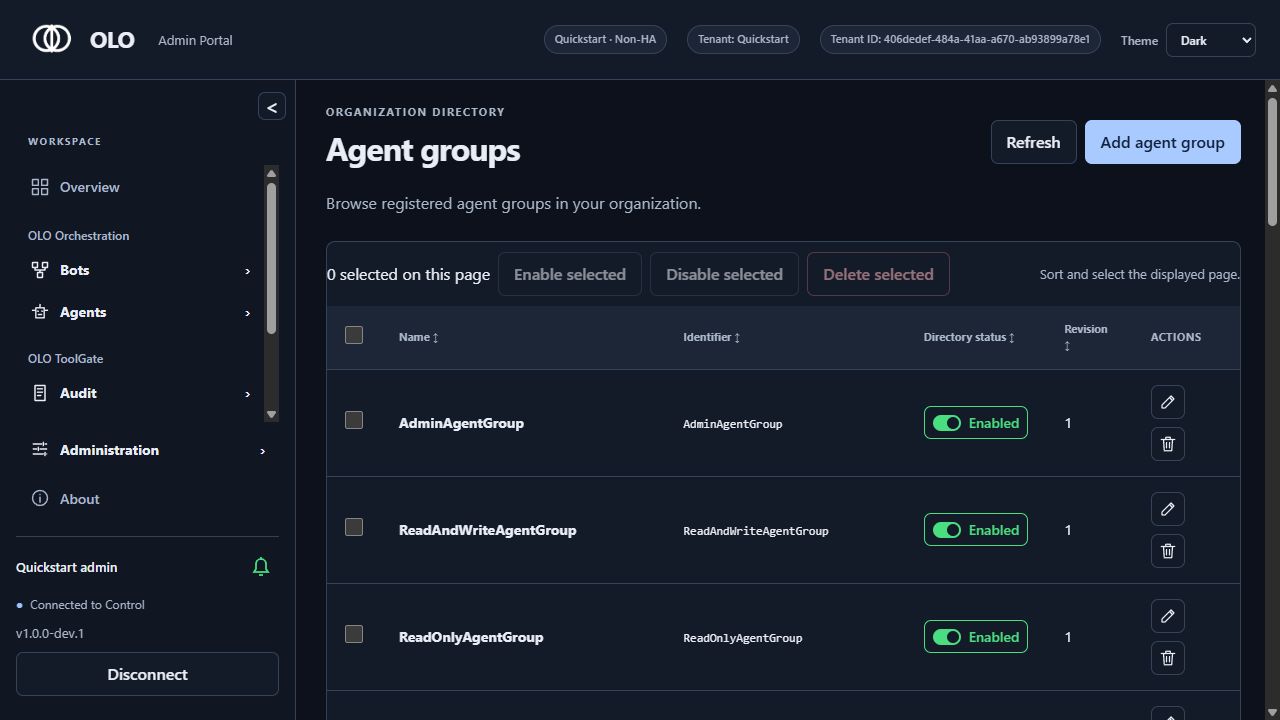 OLO
Admin Portal
Quickstart · Non-HA
Tenant: Quickstart
Tenant ID: 406dedef-484a-41aa-a670-ab93899a78e1
Theme
Dark
<
WORKSPACE
Overview
OLO Orchestration
Bots ›
Agents ›
OLO ToolGate
Audit ›
Administration ›
About
Quickstart admin
Connected to Control
v1.0.0-dev.1
Disconnect
ORGANIZATION DIRECTORY
Agent groups
Refresh
Add agent group
Browse registered agent groups in your organization.
0 selected on this page
Enable selected
Disable selected
Delete selected
Sort and select the displayed page.
Name ↕ Identifier ↕ Directory status ↕ Revision ↕ ACTIONS
AdminAgentGroup AdminAgentGroup Enabled 1
ReadAndWriteAgentGroup ReadAndWriteAgentGroup Enabled 1
ReadOnlyAgentGroup ReadOnlyAgentGroup Enabled 1